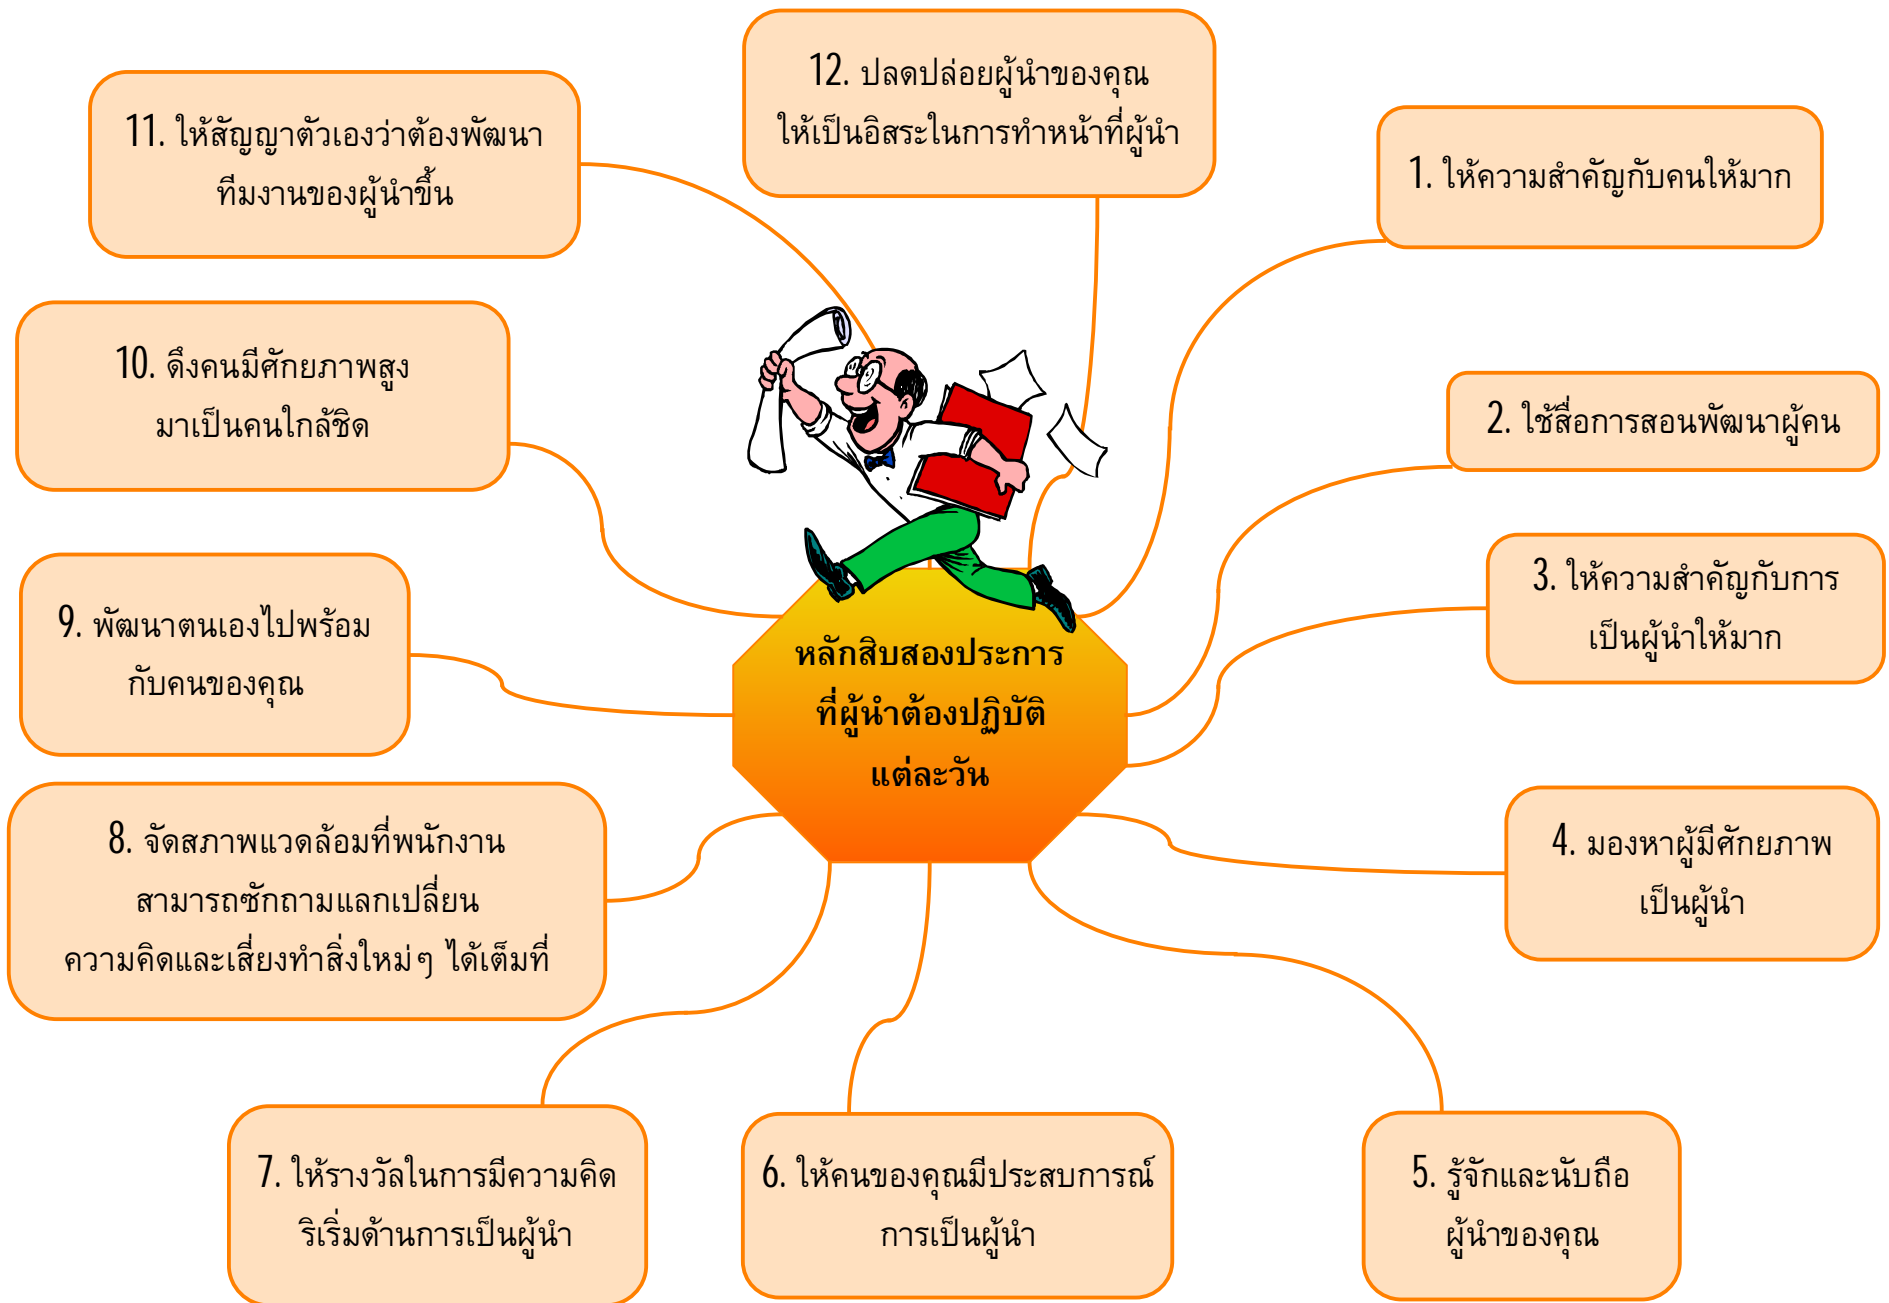 หลักสิบสองประการ
ที่ผู้นำต้องปฏิบัติ
แต่ละวัน
1. ให้ความสำคัญกับคนให้มาก
2. ใช้สื่อการสอนพัฒนาผู้คน
3. ให้ความสำคัญกับการ
เป็นผู้นำให้มาก
4. มองหาผู้มีศักยภาพ
เป็นผู้นำ
5. รู้จักและนับถือ
ผู้นำของคุณ
6. ให้คนของคุณมีประสบการณ์
การเป็นผู้นำ
7. ให้รางวัลในการมีความคิด
ริเริ่มด้านการเป็นผู้นำ
8. จัดสภาพแวดล้อมที่พนักงาน
สามารถซักถามแลกเปลี่ยน
ความคิดและเสี่ยงทำสิ่งใหม่ๆ ได้เต็มที่
9. พัฒนาตนเองไปพร้อม
กับคนของคุณ
10. ดึงคนมีศักยภาพสูง
มาเป็นคนใกล้ชิด
11. ให้สัญญาตัวเองว่าต้องพัฒนา
ทีมงานของผู้นำขึ้น
12. ปลดปล่อยผู้นำของคุณ
ให้เป็นอิสระในการทำหน้าที่ผู้นำ